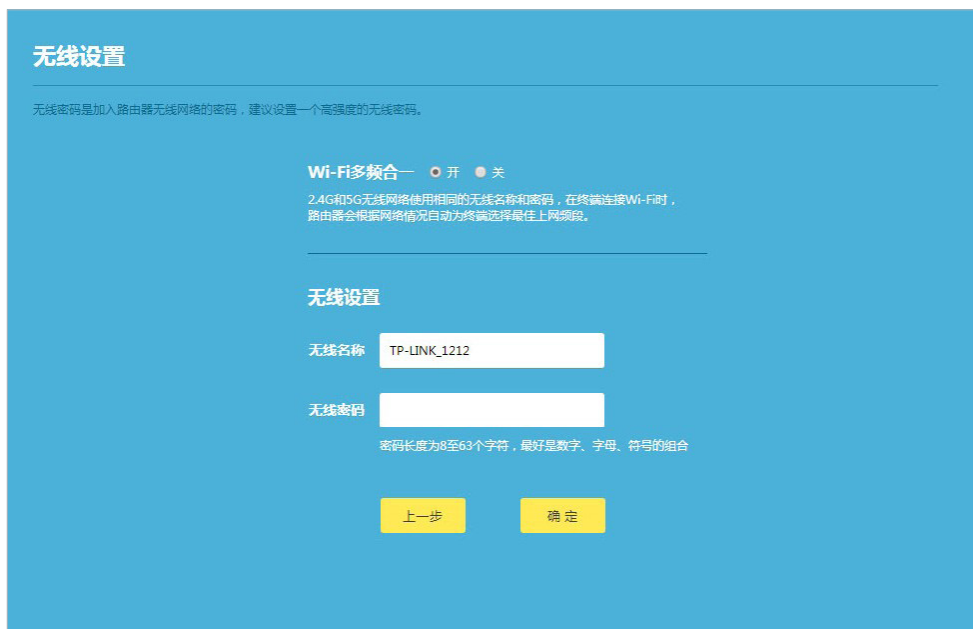 无线设置
无线密码是加入路由器无线网络的密码，建议设置一个高强度的无线密码。
Wi-Fi多频合一 开 关
2.4G和5G无线网络使用相同的无线名称和密码，在终端连接Wi-Fi时，
路由器会根据网络情况自动为终端选择最佳上网频段。
无线设置
无线名称 TP-LINK_1212
无线密码
密码长度为8至63个字符，最好是数字、字母、符号的组合
上一步 确 定